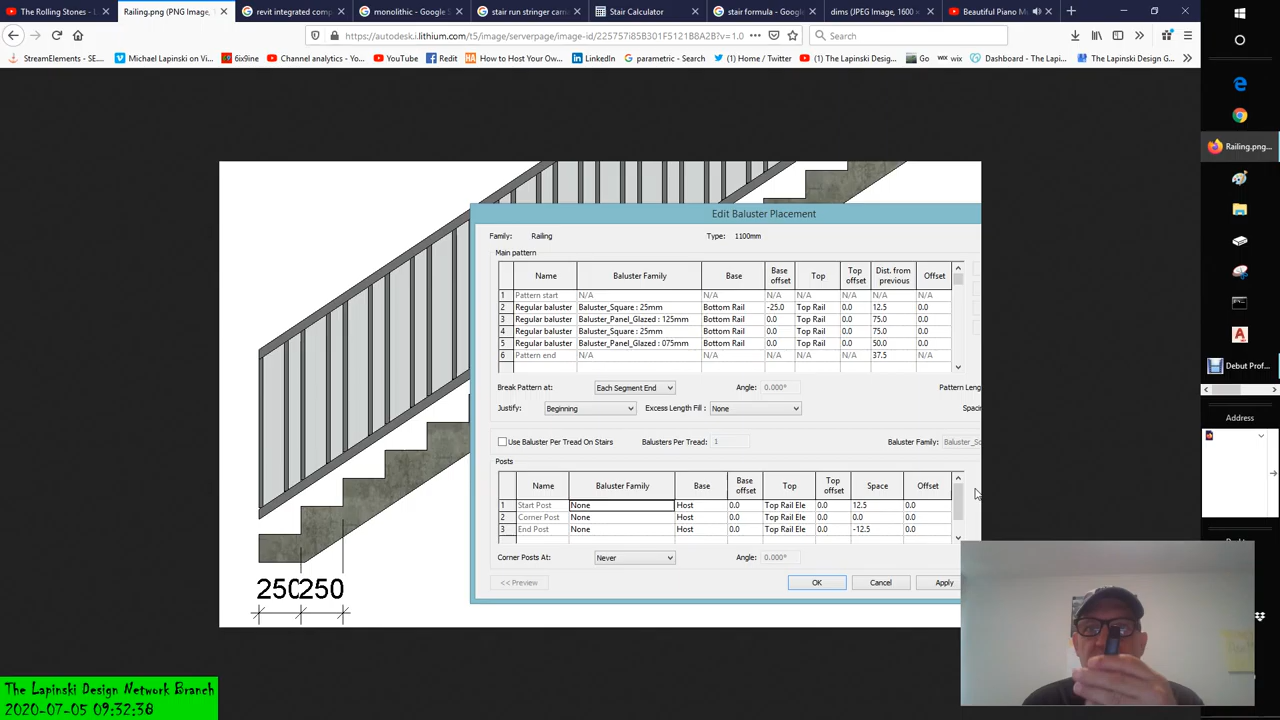 The Rolling Stones - ( Railing.png (PNG Image, revit integrated comp monolithic - Google S stair run stringer carria Stair Calculat stair formula - Google dims (JPEG Image, 1600 × Beautiful Piano M
https://autodesk.i.lithium.com/t5/image/serverpage/image-id/225757i85B301F5121B8A2B?v=1.0 Search
StreamElements - SE... Michael Lapinski on Vi... 6ix9ine Channel analytics - Yo... YouTube Redit How to Host Your Own... LinkedIn parametric - Search (1) Home / Twitter (1) The Lapinski Design... Go WiX wix Dashboard - The Lapi... The Lapinski Design G...
Railing.png...
Edit Baluster Placement
Family: Railing Type: 1100mm
Main pattern
Name Baluster Family Base Base offset Top Top offset Dist. from previous Offset
1 Pattern start N/A N/A N/A N/A N/A N/A N/A
2 Regular baluster Baluster_Square : 25mm Bottom Rail -25.0 Top Rail 0.0 12.5 0.0
3 Regular baluster Baluster_Panel_Glazed : 125mm Bottom Rail 0.0 Top Rail 0.0 75.0 0.0
4 Regular baluster Baluster_Square : 25mm Bottom Rail 0.0 Top Rail 0.0 75.0 0.0
5 Regular baluster Baluster_Panel_Glazed : 075mm Bottom Rail 0.0 Top Rail 0.0 50.0 0.0
6 Pattern end N/A N/A N/A N/A N/A 37.5 N/A
Debut Prof...
Break Pattern at: Each Segment End Angle: 0.000° Pattern Leng
Justify: Beginning Excess Length Fill : None Spacin
Address
Use Baluster Per Tread On Stairs Balusters Per Tread: 1 Baluster Family: Baluster_Sq
Posts
Name Baluster Family Base Base offset Top Top offset Space Offset
1 Start Post None Host 0.0 Top Rail Ele 0.0 12.5 0.0
2 Corner Post None Host 0.0 Top Rail Ele 0.0 0.0 0.0
3 End Post None Host 0.0 Top Rail Ele 0.0 -12.5 0.0
Corner Posts At: Never Angle: 0.000°
<< Preview OK Cancel Apply
250 250
The Lapinski Design Network Branch
2020-07-05 09:32:38